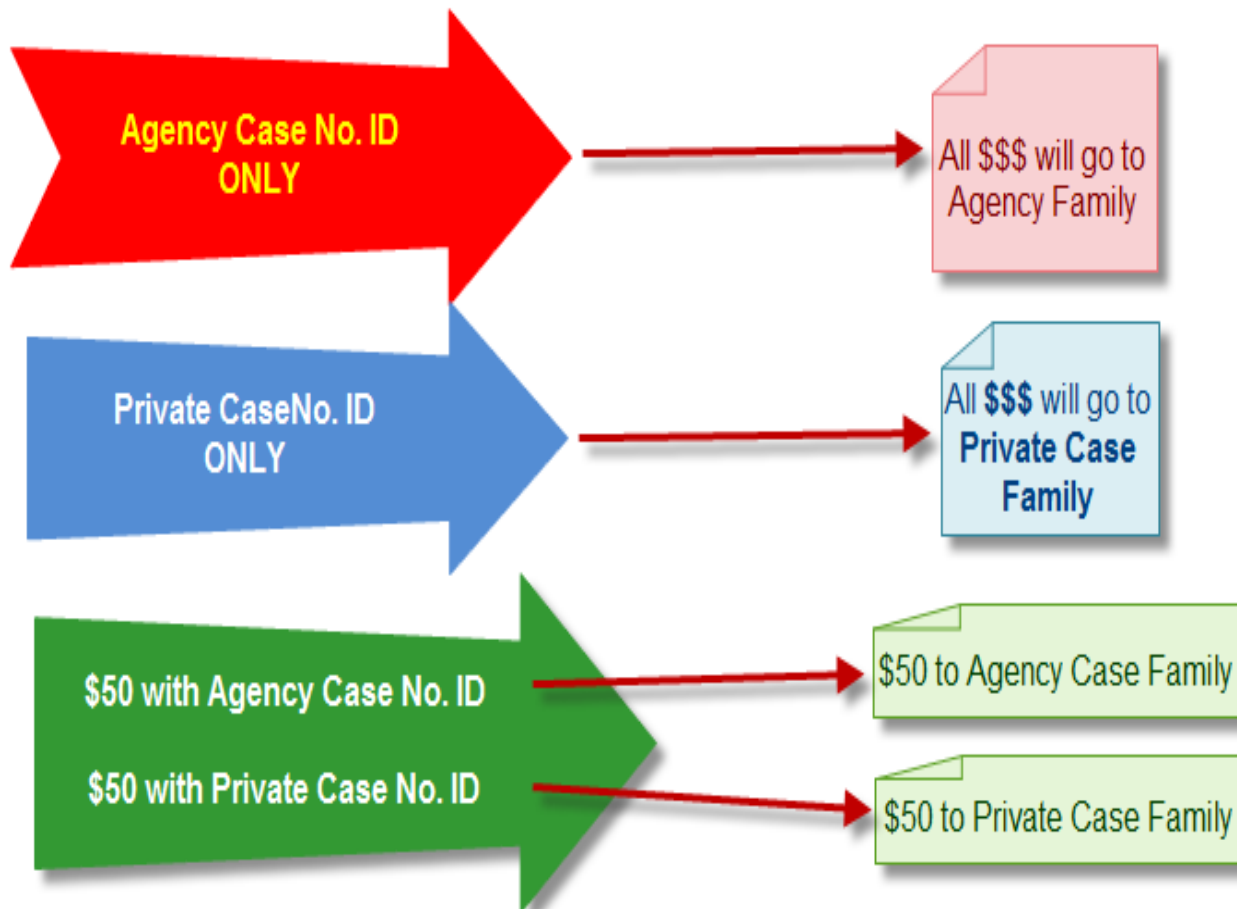 Agency Case No. ID
ONLY
All $$$ will go to
Agency Family
Private CaseNo. ID
ONLY
All $$$ will go to
Private Case
Family
$50 with Agency Case No. ID
$50 to Agency Case Family
$50 with Private Case No. ID
$50 to Private Case Family